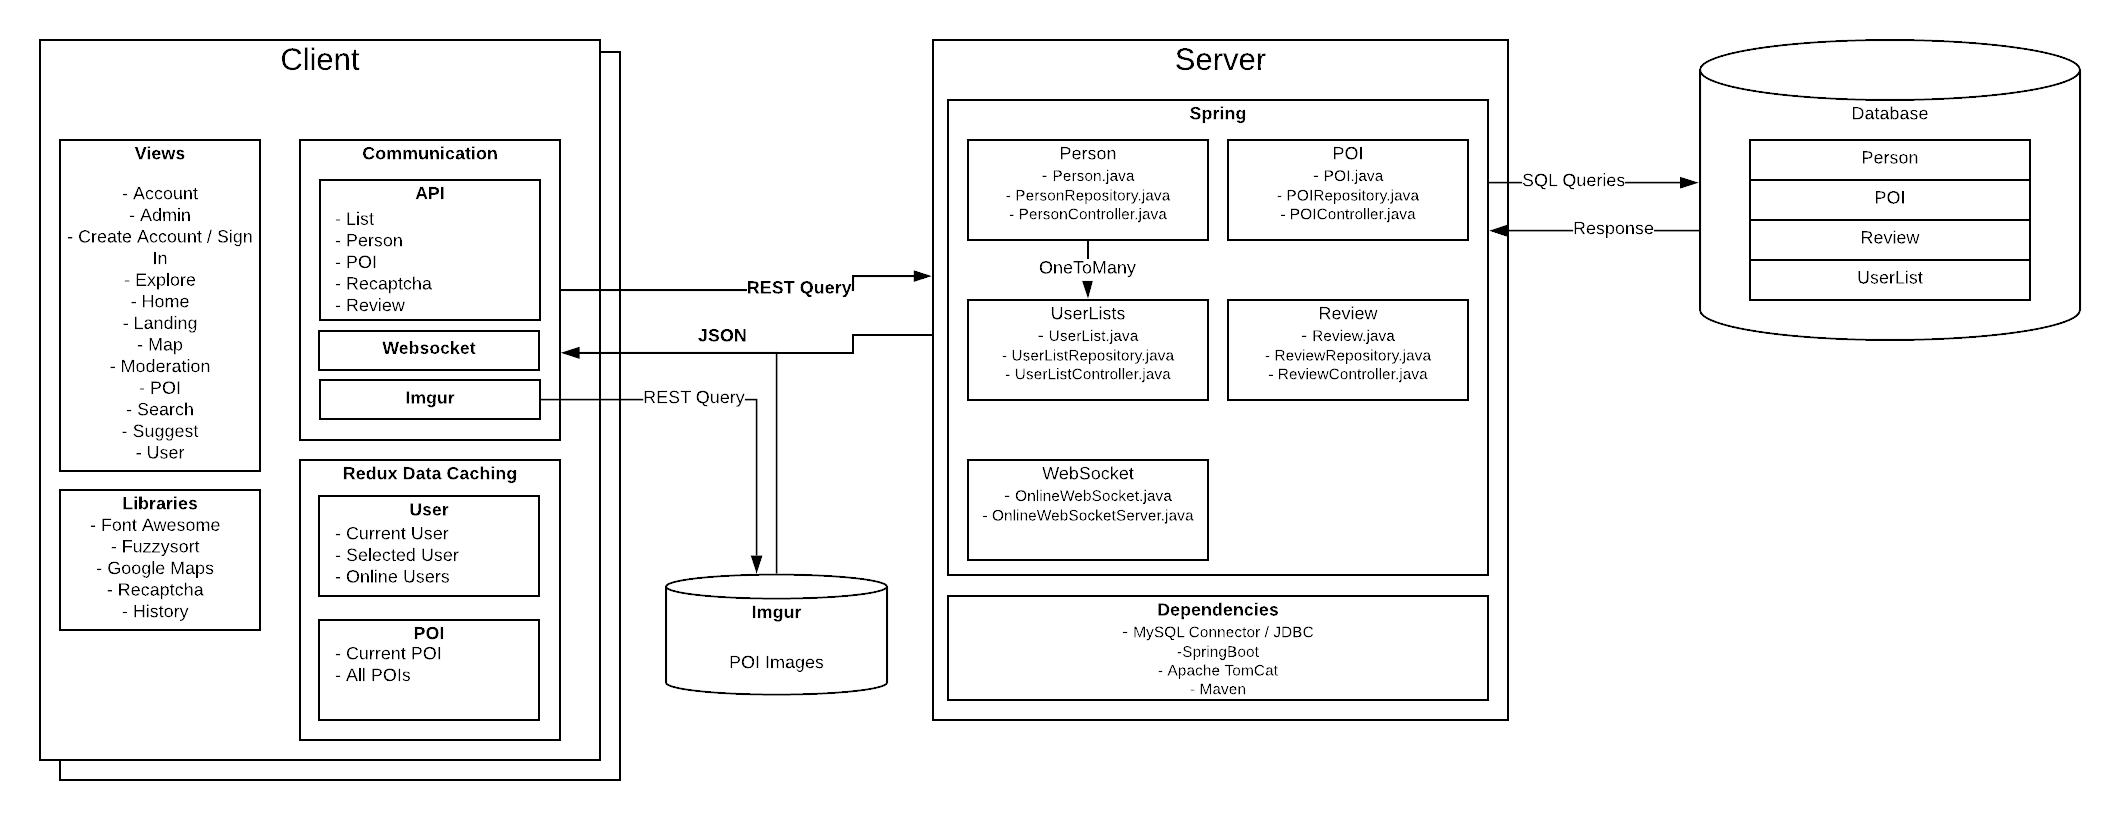 Client
Views
- Account
- Admin
- Create Account / Sign
In
- Explore
- Home
- Landing
- Map
- Moderation
- POI
- Search
- Suggest
- User
Libraries
- Font Awesome
- Fuzzysort
- Google Maps
- Recaptcha
- History
Communication
API
- List
- Person
- POI
- Recaptcha
- Review
Websocket
Imgur
Redux Data Caching
User
- Current User
- Selected User
- Online Users
POI
- Current POI
- All POIs
REST Query
JSON
REST Query
Imgur
POI Images
Server
Spring
Person
- Person.java
- PersonRepository.java
- PersonController.java
POI
- POI.java
- POIRepository.java
- POIController.java
OneToMany
UserLists
- UserList.java
- UserListRepository.java
- UserListController.java
Review
- Review.java
- ReviewRepository.java
- ReviewController.java
WebSocket
- OnlineWebSocket.java
- OnlineWebSocketServer.java
Dependencies
- MySQL Connector / JDBC
-SpringBoot
- Apache TomCat
- Maven
SQL Queries
Response
Database
Person
POI
Review
UserList